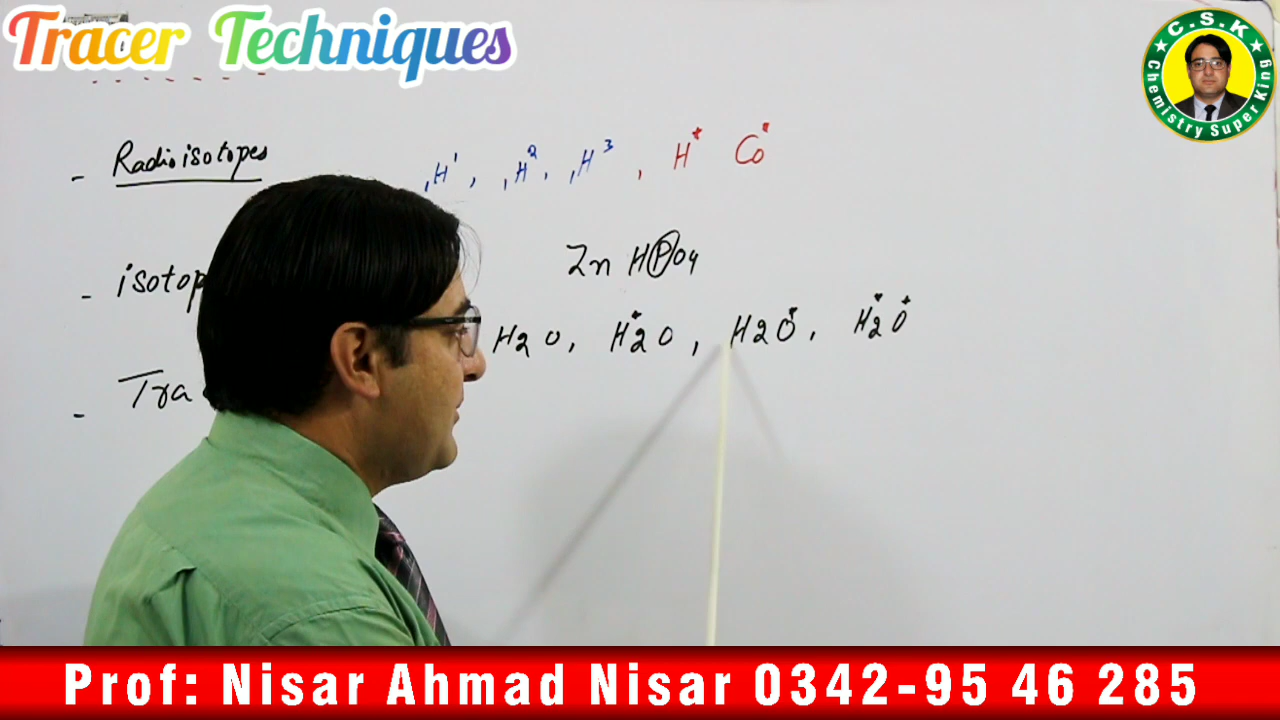 Tracer Techniques
C.S.K
Chemistry Super King
- Radioisotopes ₁H¹, ₁H², ₁H³, H* Co*
- isotop
Zn HPO4
H2O, H*2O, H2O*, H*2O*
- Tra
Prof: Nisar Ahmad Nisar 0342-95 46 285